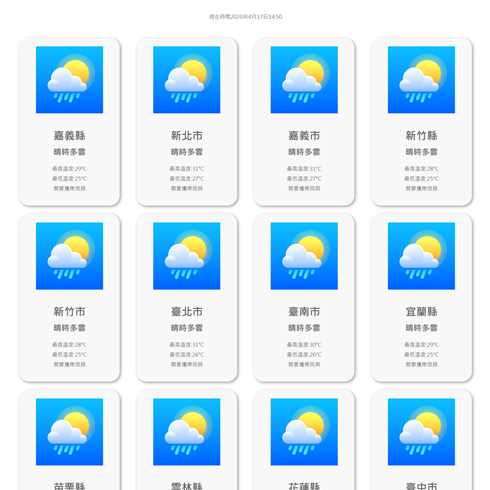 現在時間2020年4月17日14:50
嘉義縣
晴時多雲
最高溫度:29°C
最低溫度:25°C
需要攜帶雨具
新北市
晴時多雲
最高溫度:31°C
最低溫度:27°C
需要攜帶雨具
嘉義市
晴時多雲
最高溫度:31°C
最低溫度:27°C
需要攜帶雨具
新竹縣
晴時多雲
最高溫度:28°C
最低溫度:25°C
需要攜帶雨具
新竹市
晴時多雲
最高溫度:28°C
最低溫度:25°C
需要攜帶雨具
臺北市
晴時多雲
最高溫度:31°C
最低溫度:26°C
需要攜帶雨具
臺南市
晴時多雲
最高溫度:30°C
最低溫度:26°C
需要攜帶雨具
宜蘭縣
晴時多雲
最高溫度:29°C
最低溫度:25°C
需要攜帶雨具
苗栗縣
雲林縣
花蓮縣
臺中市